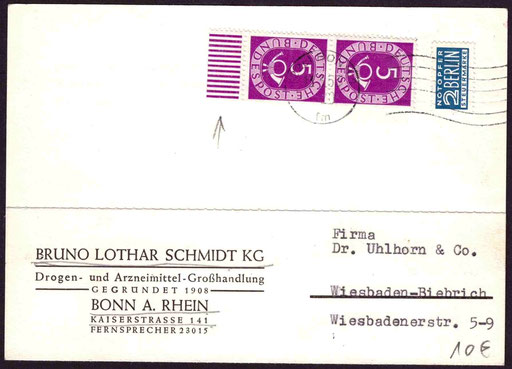 5
DEUTSCHE
BUNDESPOST
5
DEUTSCHE
BUNDESPOST
NOTOPFER
2 BERLIN
STEUERMARKE
BRUNO LOTHAR SCHMIDT KG
Drogen- und Arzneimittel-Großhandlung
GEGRÜNDET 1908
BONN A. RHEIN
KAISERSTRASSE 141
FERNSPRECHER 23015
Firma
Dr. Uhlhorn & Co.
Wiesbaden-Biebrich
Wiesbadenerstr. 5-9
10€